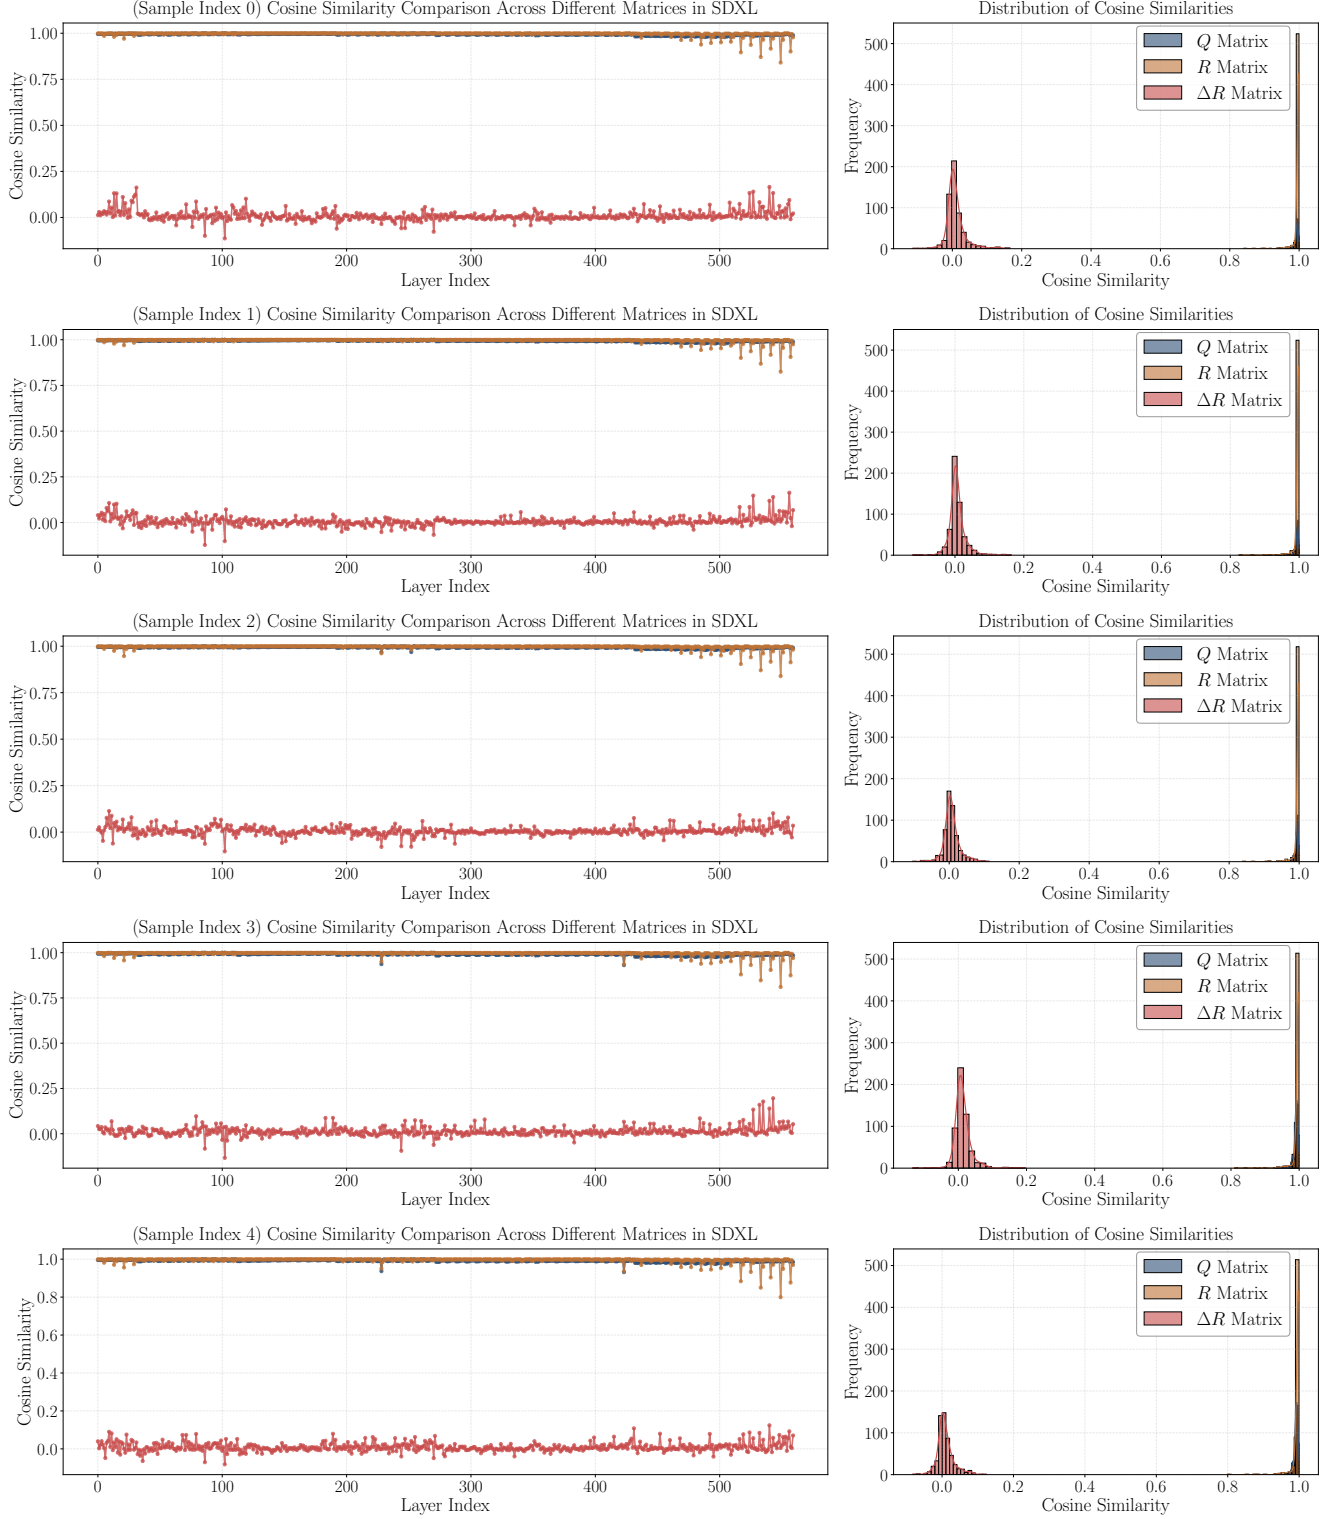 (Sample Index 0) Cosine Similarity Comparison Across Different Matrices in SDXL
Cosine Similarity
1.00
0.75
0.50
0.25
0.00
0 100 200 300 400 500
Layer Index
Distribution of Cosine Similarities
Frequency
500
400
300
200
100
0
Q Matrix
R Matrix
ΔR Matrix
0.0 0.2 0.4 0.6 0.8 1.0
Cosine Similarity
(Sample Index 1) Cosine Similarity Comparison Across Different Matrices in SDXL
Cosine Similarity
1.00
0.75
0.50
0.25
0.00
0 100 200 300 400 500
Layer Index
Distribution of Cosine Similarities
Frequency
500
400
300
200
100
0
Q Matrix
R Matrix
ΔR Matrix
0.0 0.2 0.4 0.6 0.8 1.0
Cosine Similarity
(Sample Index 2) Cosine Similarity Comparison Across Different Matrices in SDXL
Cosine Similarity
1.00
0.75
0.50
0.25
0.00
0 100 200 300 400 500
Layer Index
Distribution of Cosine Similarities
Frequency
500
400
300
200
100
0
Q Matrix
R Matrix
ΔR Matrix
0.0 0.2 0.4 0.6 0.8 1.0
Cosine Similarity
(Sample Index 3) Cosine Similarity Comparison Across Different Matrices in SDXL
Cosine Similarity
1.00
0.75
0.50
0.25
0.00
0 100 200 300 400 500
Layer Index
Distribution of Cosine Similarities
Frequency
500
400
300
200
100
0
Q Matrix
R Matrix
ΔR Matrix
0.0 0.2 0.4 0.6 0.8 1.0
Cosine Similarity
(Sample Index 4) Cosine Similarity Comparison Across Different Matrices in SDXL
Cosine Similarity
1.0
0.8
0.6
0.4
0.2
0.0
0 100 200 300 400 500
Layer Index
Distribution of Cosine Similarities
Frequency
500
400
300
200
100
0
Q Matrix
R Matrix
ΔR Matrix
0.0 0.2 0.4 0.6 0.8 1.0
Cosine Similarity